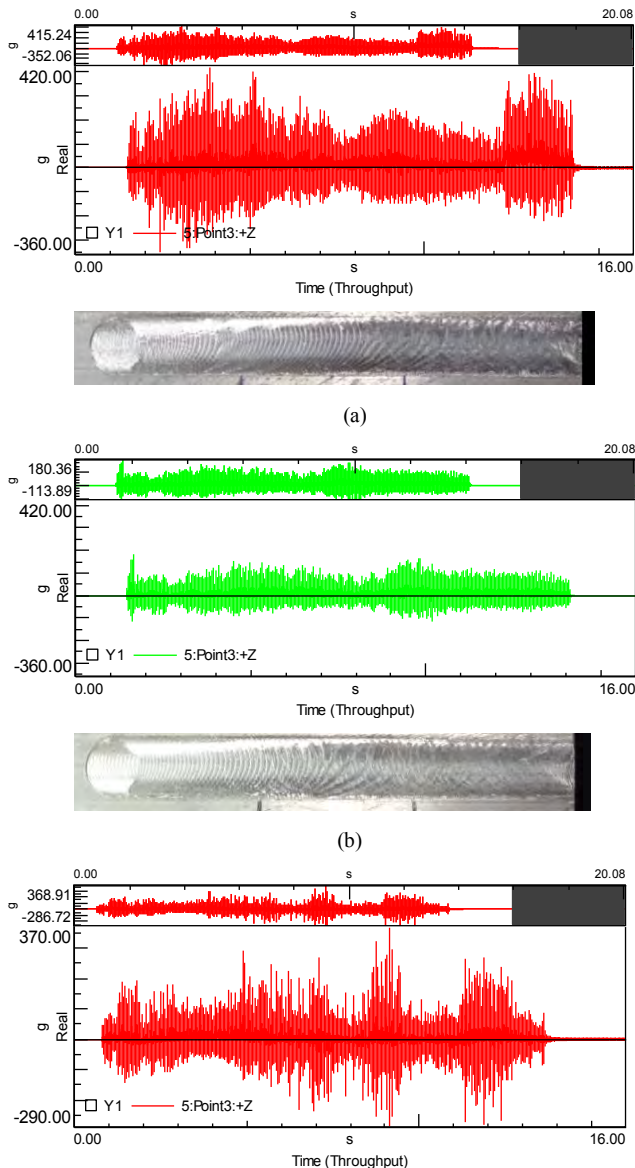 0.00 s 20.08
g 415.24
-352.06
420.00
g
Real
-360.00
Y1 5:Point3:+Z
0.00 s 16.00
Time (Throughput)
(a)
0.00 s 20.08
g 180.36
-113.89
420.00
g
Real
-360.00
Y1 5:Point3:+Z
0.00 s 16.00
Time (Throughput)
(b)
0.00 s 20.08
g 368.91
-286.72
370.00
g
Real
-290.00
Y1 5:Point3:+Z
0.00 s 16.00
Time (Throughput)